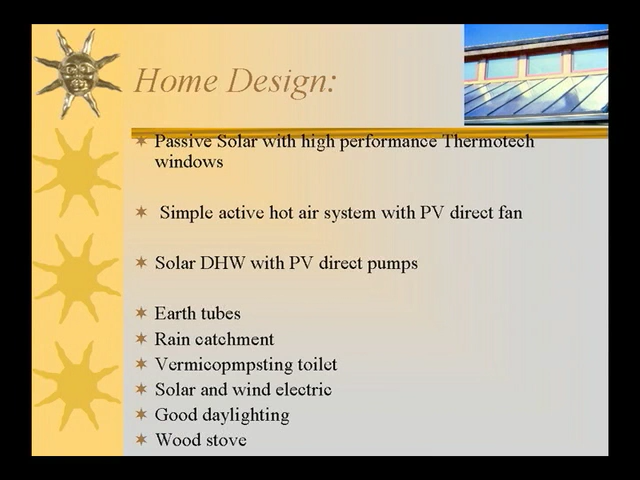 Home Design:
Passive Solar with high performance Thermotech
windows
Simple active hot air system with PV direct fan
Solar DHW with PV direct pumps
Earth tubes
Rain catchment
Vermicopmpsting toilet
Solar and wind electric
Good daylighting
Wood stove